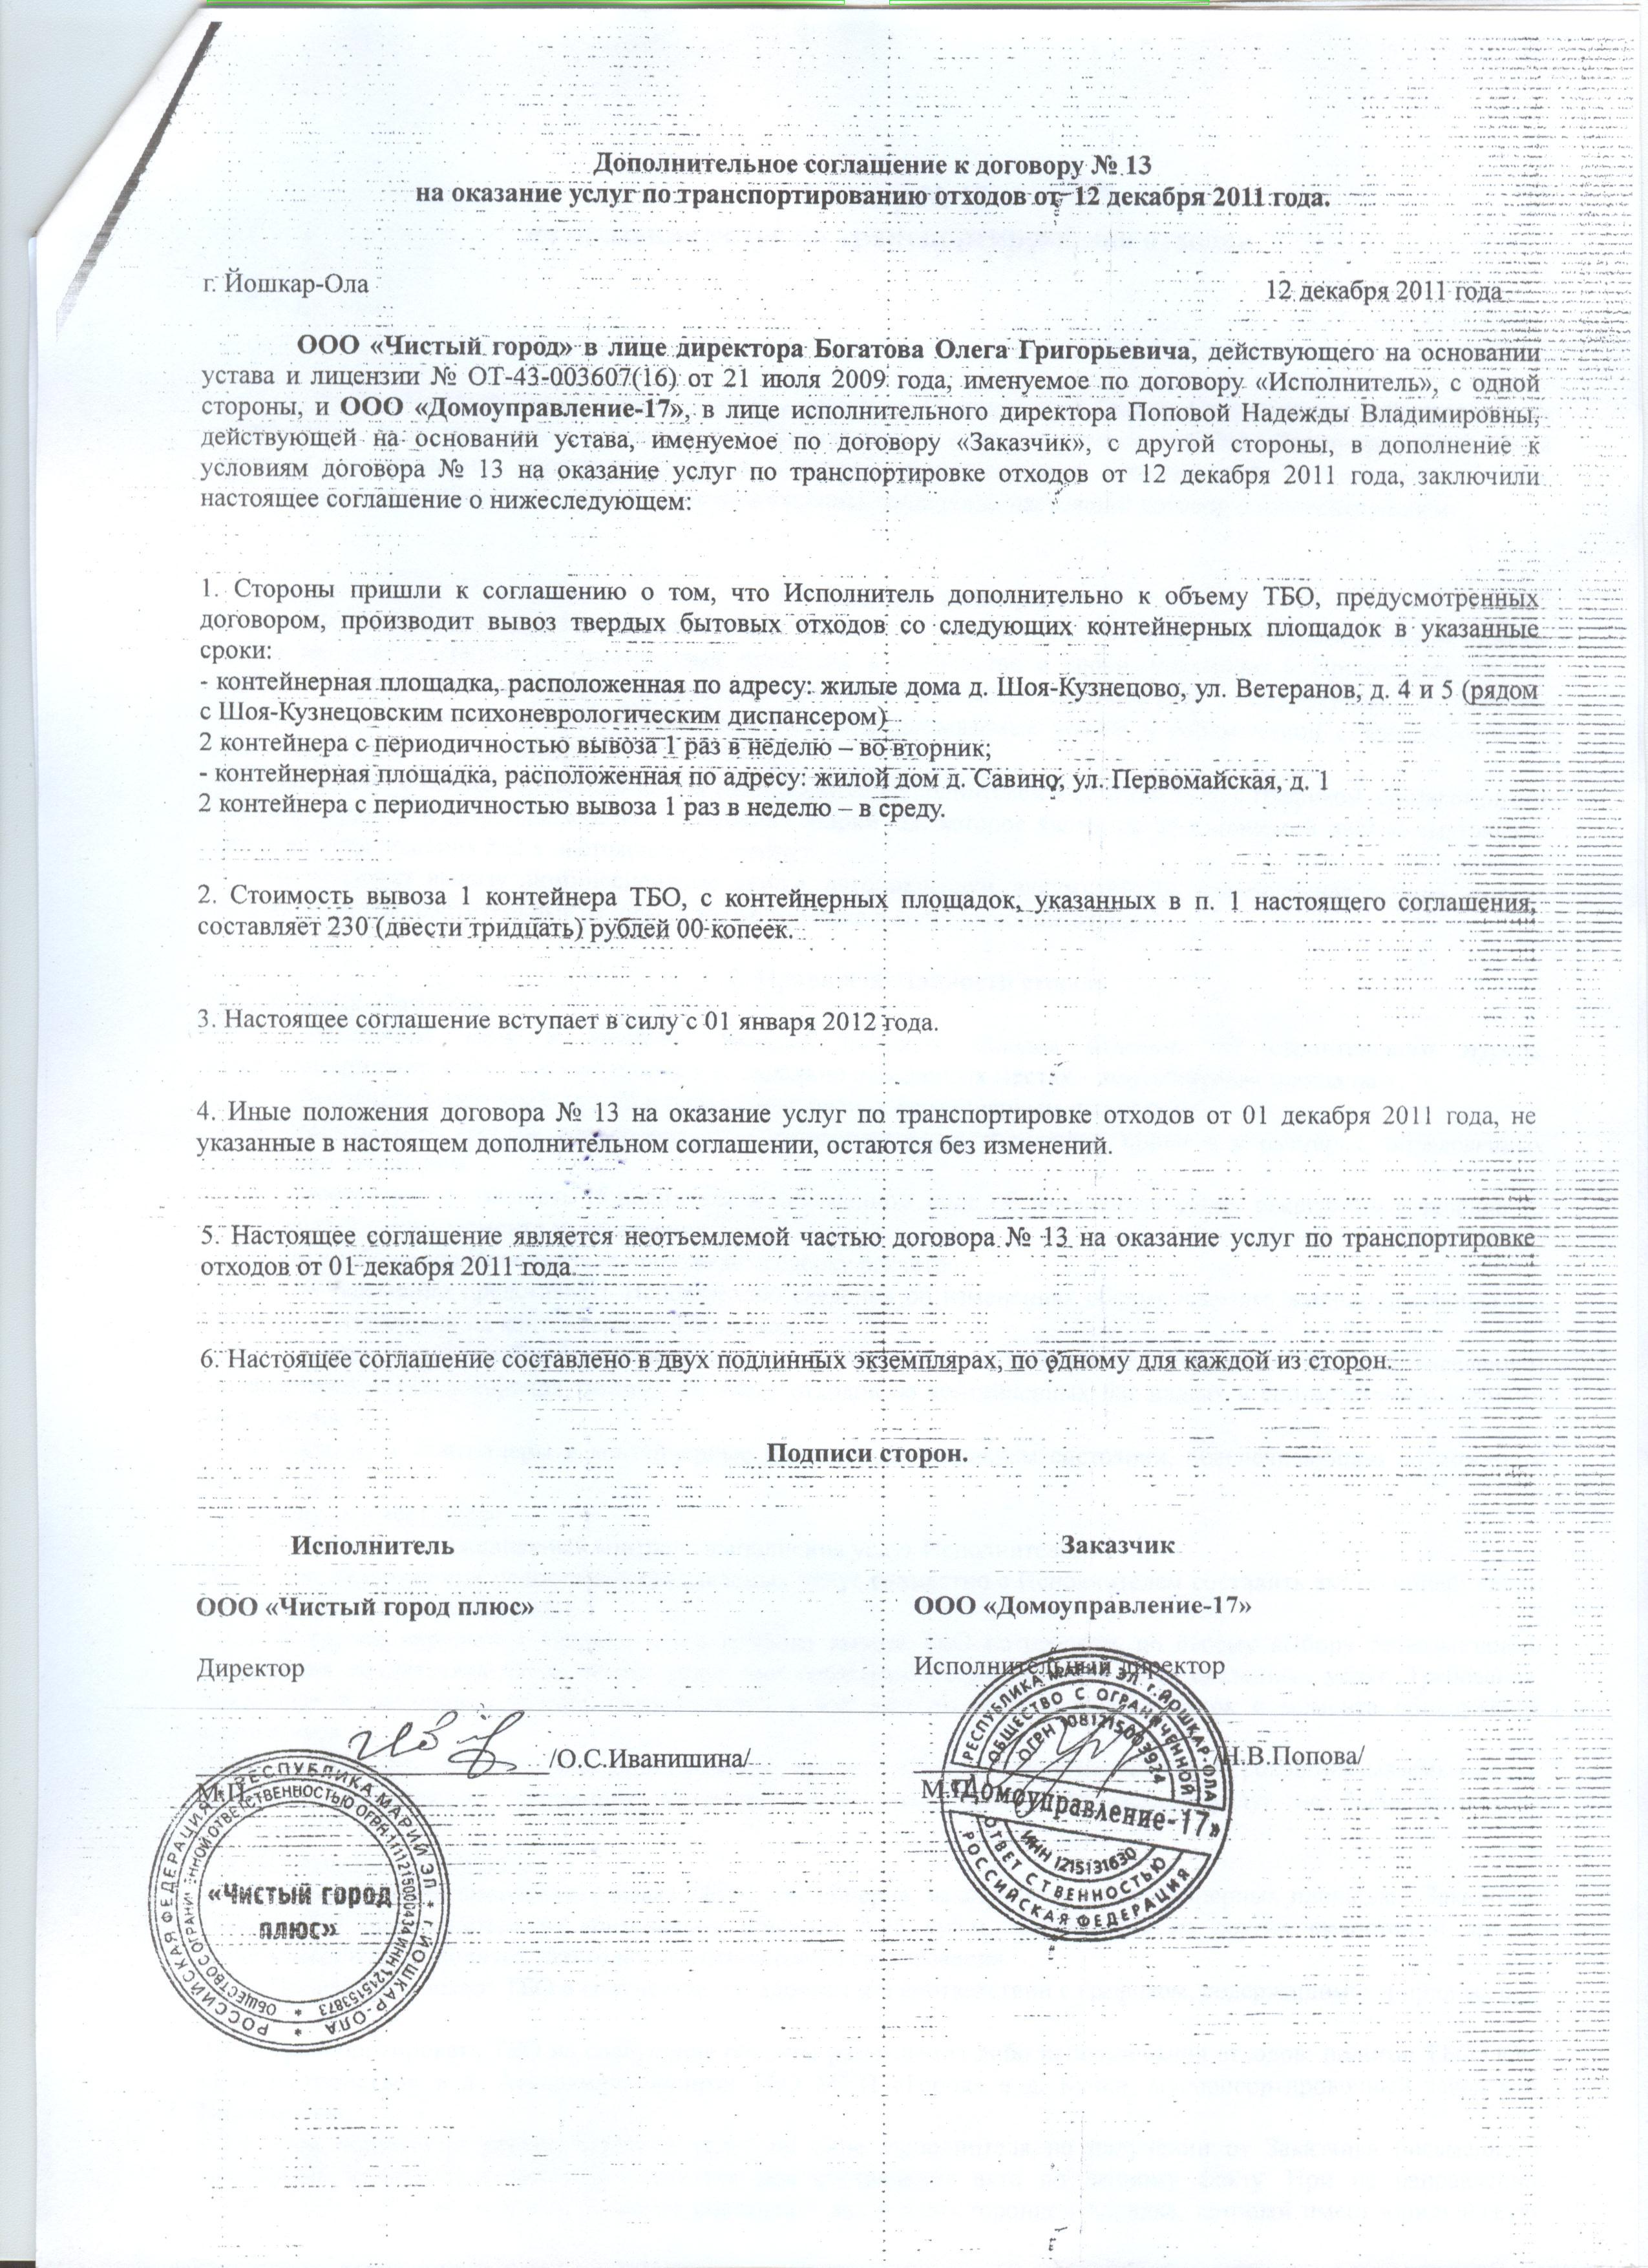 Дополнительное соглашение к договору № 13
на оказание услуг по транспортированию отходов от 12 декабря 2011 года.
г. Йошкар-Ола
12 декабря 2011 года
ООО «Чистый город» в лице директора Богатова Олега Григорьевича, действующего на основании
устава и лицензии № ОТ-43-003607(16) от 21 июля 2009 года, именуемое по договору «Исполнитель», с одной
стороны, и ООО «Домоуправление-17», в лице исполнительного директора Поповой Надежды Владимировны,
действующей на основании устава, именуемое по договору «Заказчик», с другой стороны, в дополнение к
условиям договора № 13 на оказание услуг по транспортировке отходов от 12 декабря 2011 года, заключили
настоящее соглашение о нижеследующем:
1. Стороны пришли к соглашению о том, что Исполнитель дополнительно к объему ТБО, предусмотренных
договором, производит вывоз твердых бытовых отходов со следующих контейнерных площадок в указанные
сроки:
- контейнерная площадка, расположенная по адресу: жилые дома д. Шоя-Кузнецово, ул. Ветеранов, д. 4 и 5 (рядом
с Шоя-Кузнецовским психоневрологическим диспансером)
2 контейнера с периодичностью вывоза 1 раз в неделю – во вторник;
- контейнерная площадка, расположенная по адресу: жилой дом д. Савино, ул. Первомайская, д. 1
2 контейнера с периодичностью вывоза 1 раз в неделю – в среду.
2. Стоимость вывоза 1 контейнера ТБО, с контейнерных площадок, указанных в п. 1 настоящего соглашения,
составляет 230 (двести тридцать) рублей 00 копеек.
3. Настоящее соглашение вступает в силу с 01 января 2012 года.
4. Иные положения договора № 13 на оказание услуг по транспортировке отходов от 01 декабря 2011 года, не
указанные в настоящем дополнительном соглашении, остаются без изменений.
5. Настоящее соглашение является неотъемлемой частью договора № 13 на оказание услуг по транспортировке
отходов от 01 декабря 2011 года.
6. Настоящее соглашение составлено в двух подлинных экземплярах, по одному для каждой из сторон.
Подписи сторон.
Исполнитель
Заказчик
ООО «Чистый город плюс»
ООО «Домоуправление-17»
Директор
Исполнительный директор
/О.С.Иванишина/
/Н.В.Попова/
М.П.
М.П.
РОССИЙСКАЯ ФЕДЕРАЦИЯ * РЕСПУБЛИКА МАРИЙ ЭЛ * г. ЙОШКАР-ОЛА *
ОБЩЕСТВО С ОГРАНИЧЕННОЙ ОТВЕТСТВЕННОСТЬЮ ОГРН 1111215000434 ИНН 1215153873 *
«Чистый город
плюс»
РЕСПУБЛИКА МАРИЙ ЭЛ г.ЙОШКАР-ОЛА
ОБЩЕСТВО С ОГРАНИЧЕННОЙ
ОГРН 1081215003924
«Домоуправление-17»
ИНН 1215131630
ОТВЕТСТВЕННОСТЬЮ
РОССИЙСКАЯ ФЕДЕРАЦИЯ